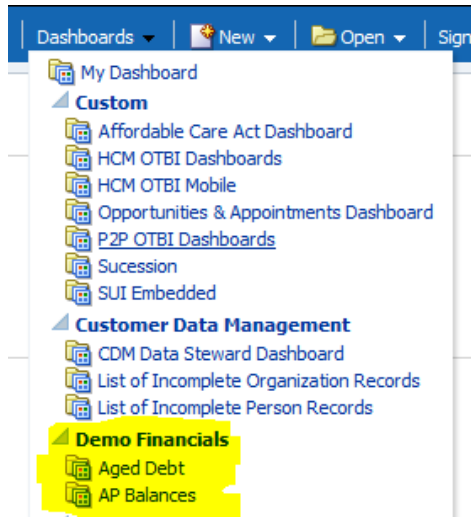 Dashboards New Open Sign
My Dashboard
Custom
Affordable Care Act Dashboard
HCM OTBI Dashboards
HCM OTBI Mobile
Opportunities & Appointments Dashboard
P2P OTBI Dashboards
Sucession
SUI Embedded
Customer Data Management
CDM Data Steward Dashboard
List of Incomplete Organization Records
List of Incomplete Person Records
Demo Financials
Aged Debt
AP Balances